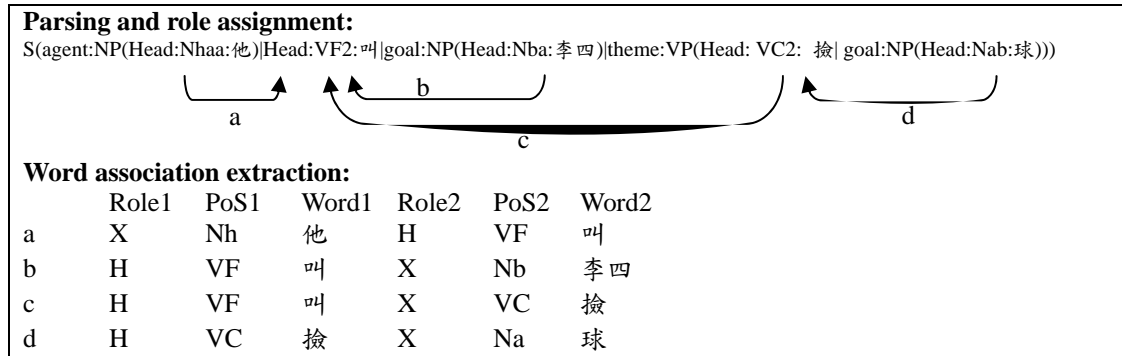 Parsing and role assignment:
S(agent:NP(Head:Nhaa:他)|Head:VF2:叫|goal:NP(Head:Nba:李四)|theme:VP(Head: VC2: 撿| goal:NP(Head:Nab:球)))
a
b
c
d
Word association extraction:
Role1 PoS1 Word1 Role2 PoS2 Word2
a X Nh 他 H VF 叫
b H VF 叫 X Nb 李四
c H VF 叫 X VC 撿
d H VC 撿 X Na 球